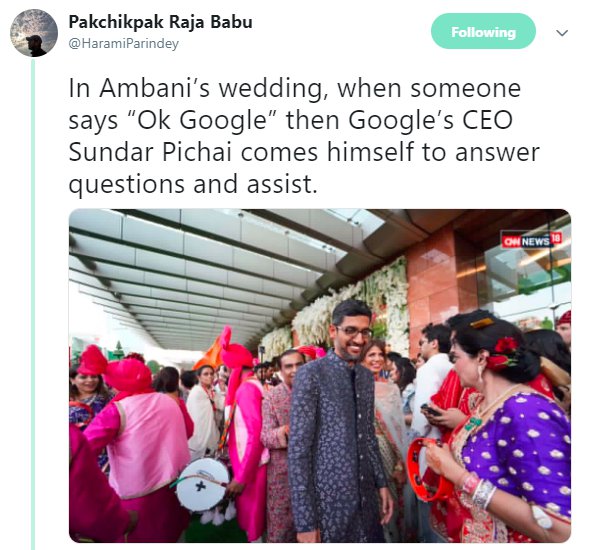 Pakchikpak Raja Babu
@HaramiParindey
Following
In Ambani’s wedding, when someone
says “Ok Google” then Google’s CEO
Sundar Pichai comes himself to answer
questions and assist.
CNN NEWS 18